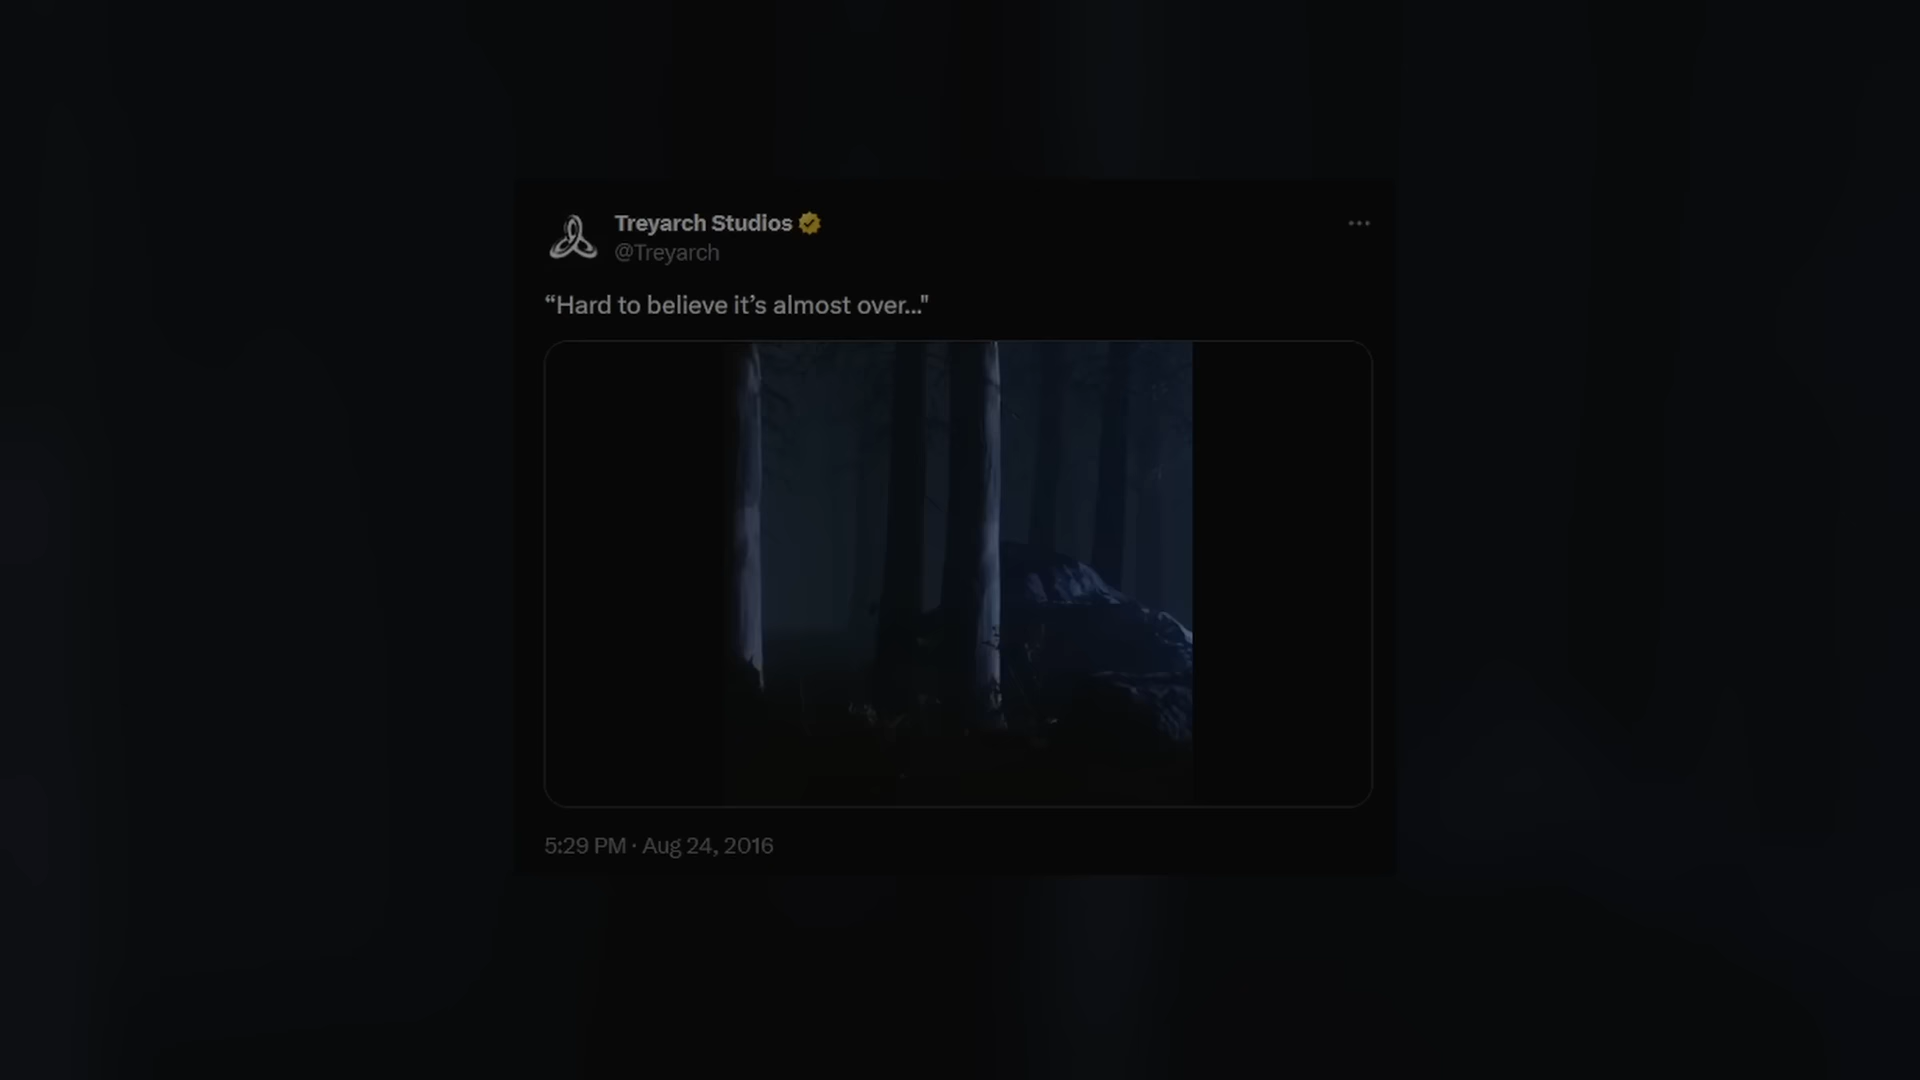 Treyarch Studios
@Treyarch
“Hard to believe it’s almost over..."
5:29 PM · Aug 24, 2016